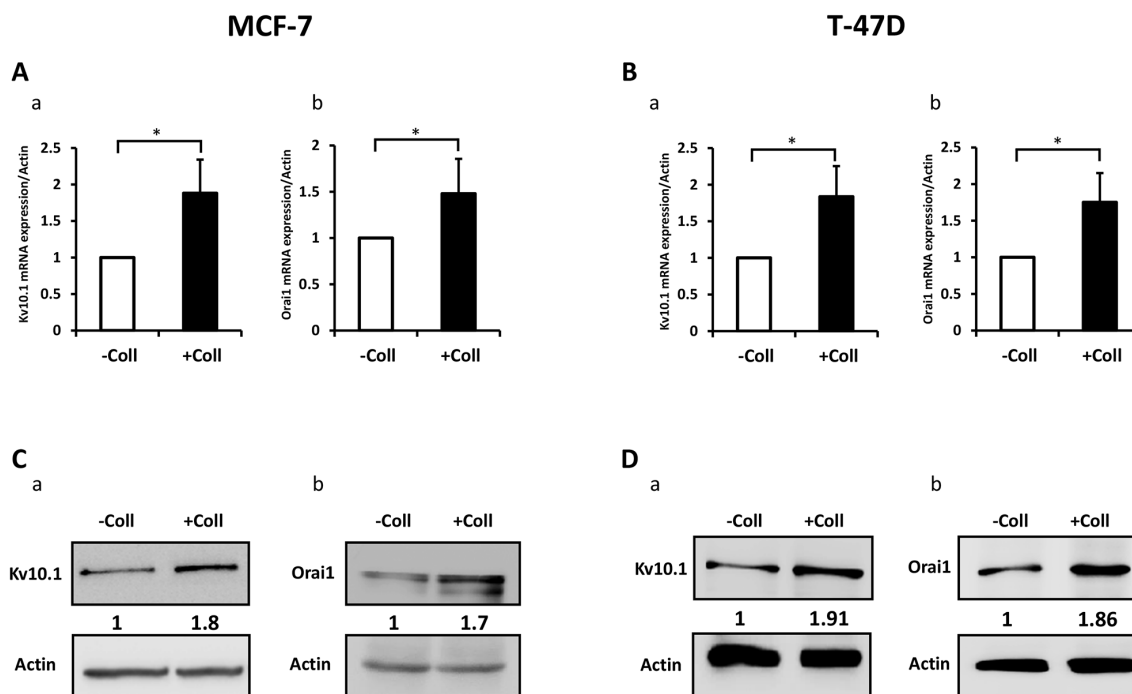 MCF-7
T-47D
A
a
Kv10.1 mRNA expression/Actin
2.5
2
1.5
1
0.5
0
*
-Coll +Coll
b
Orai1 mRNA expression/Actin
2
1.5
1
0.5
0
*
-Coll +Coll
B
a
Kv10.1 mRNA expression/Actin
2.5
2
1.5
1
0.5
0
*
-Coll +Coll
b
Orai1 mRNA expression/Actin
2.5
2
1.5
1
0.5
0
*
-Coll +Coll
C
a
-Coll +Coll
Kv10.1
1 1.8
Actin
b
-Coll +Coll
Orai1
1 1.7
Actin
D
a
-Coll +Coll
Kv10.1
1 1.91
Actin
b
-Coll +Coll
Orai1
1 1.86
Actin